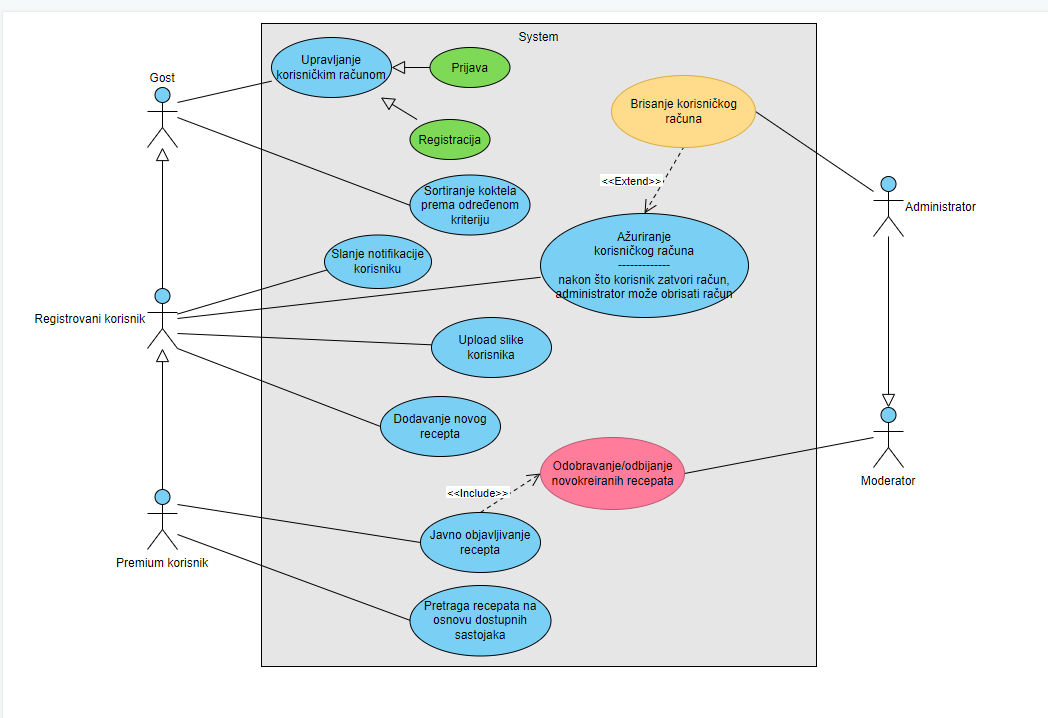 System
Gost
Upravljanje
korisničkim računom
Prijava
Registracija
Brisanje korisničkog
računa
<<Extend>>
Sortiranje koktela
prema određenom
kriteriju
Administrator
Slanje notifikacije
korisniku
Ažuriranje
korisničkog računa
-------------
nakon što korisnik zatvori račun,
administrator može obrisati račun
Registrovani korisnik
Upload slike
korisnika
Dodavanje novog
recepta
Odobravanje/odbijanje
novokreiranih recepata
Moderator
<<Include>>
Javno objavljivanje
recepta
Premium korisnik
Pretraga recepata na
osnovu dostupnih
sastojaka